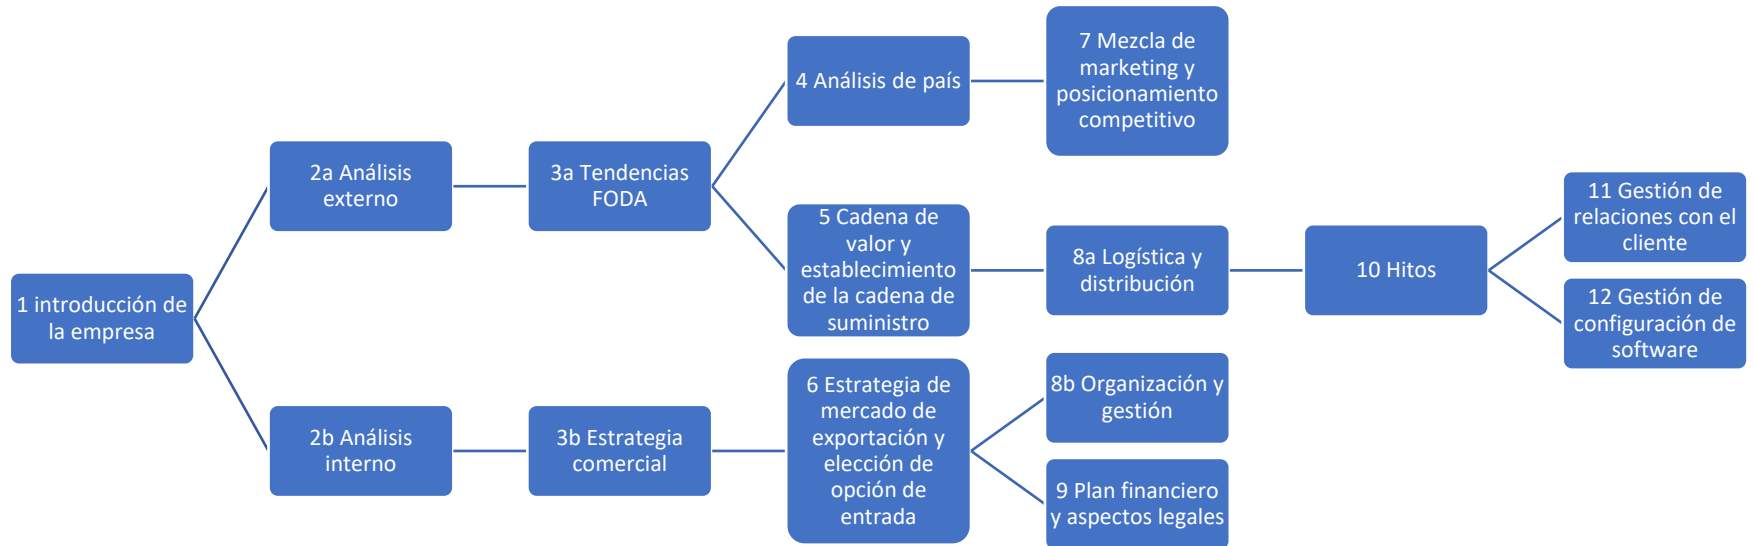 1 introducción de
la empresa
2a Análisis
externo
3a Tendencias
FODA
4 Análisis de país
7 Mezcla de
marketing y
posicionamiento
competitivo
5 Cadena de
valor y
establecimiento
de la cadena de
suministro
8a Logística y
distribución
10 Hitos
11 Gestión de
relaciones con el
cliente
12 Gestión de
configuración de
software
2b Análisis
interno
3b Estrategia
comercial
6 Estrategia de
mercado de
exportación y
elección de
opción de
entrada
8b Organización y
gestión
9 Plan financiero
y aspectos legales